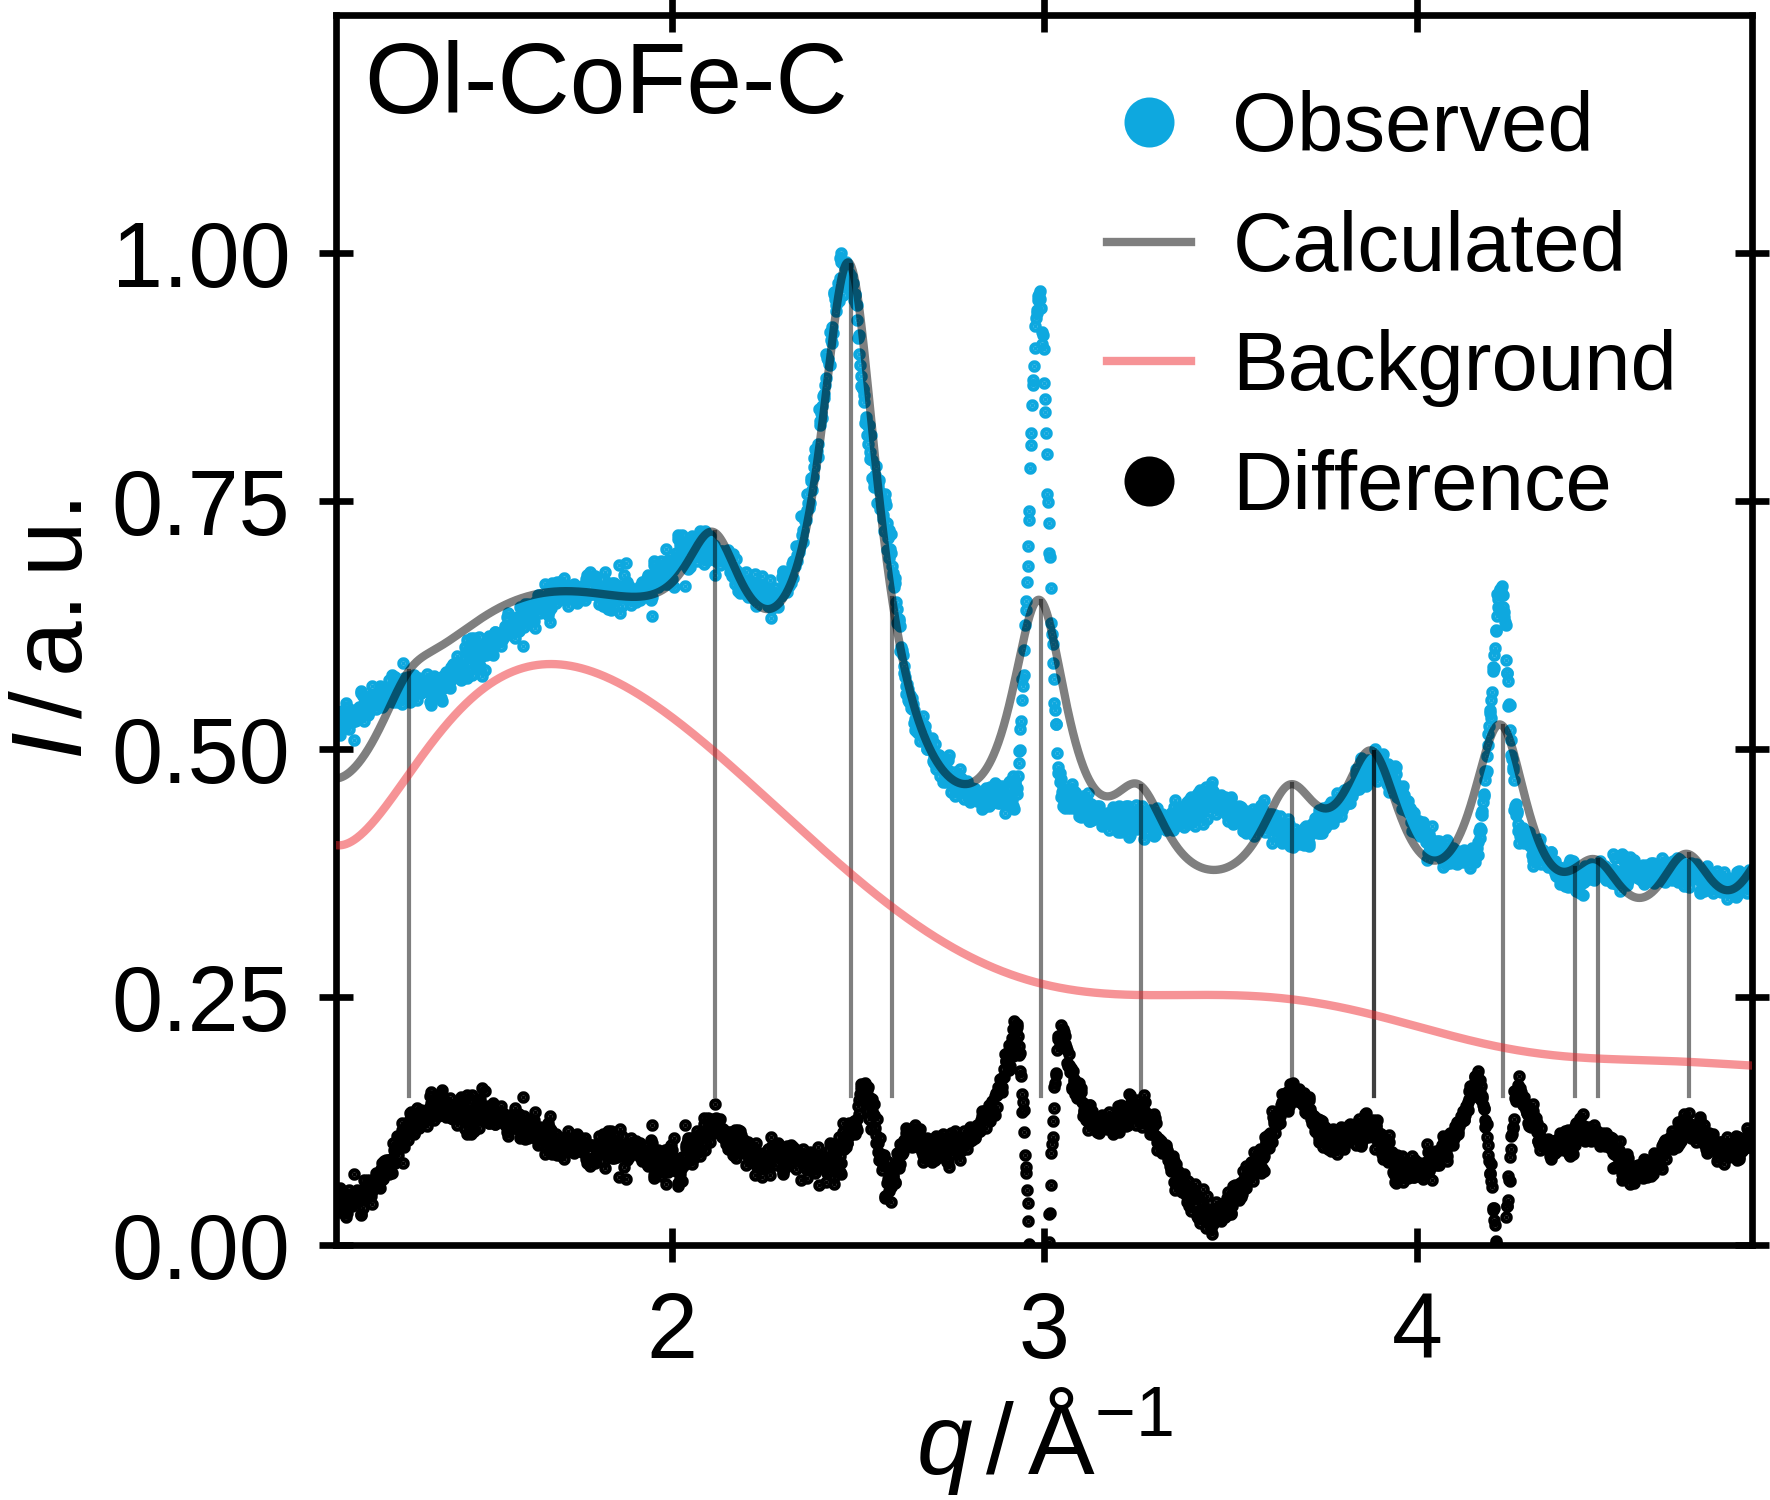 Ol-CoFe-C
Observed
Calculated
Background
Difference
1.00
0.75
0.50
0.25
0.00
I / a. u.
2 3 4
q / Å⁻¹